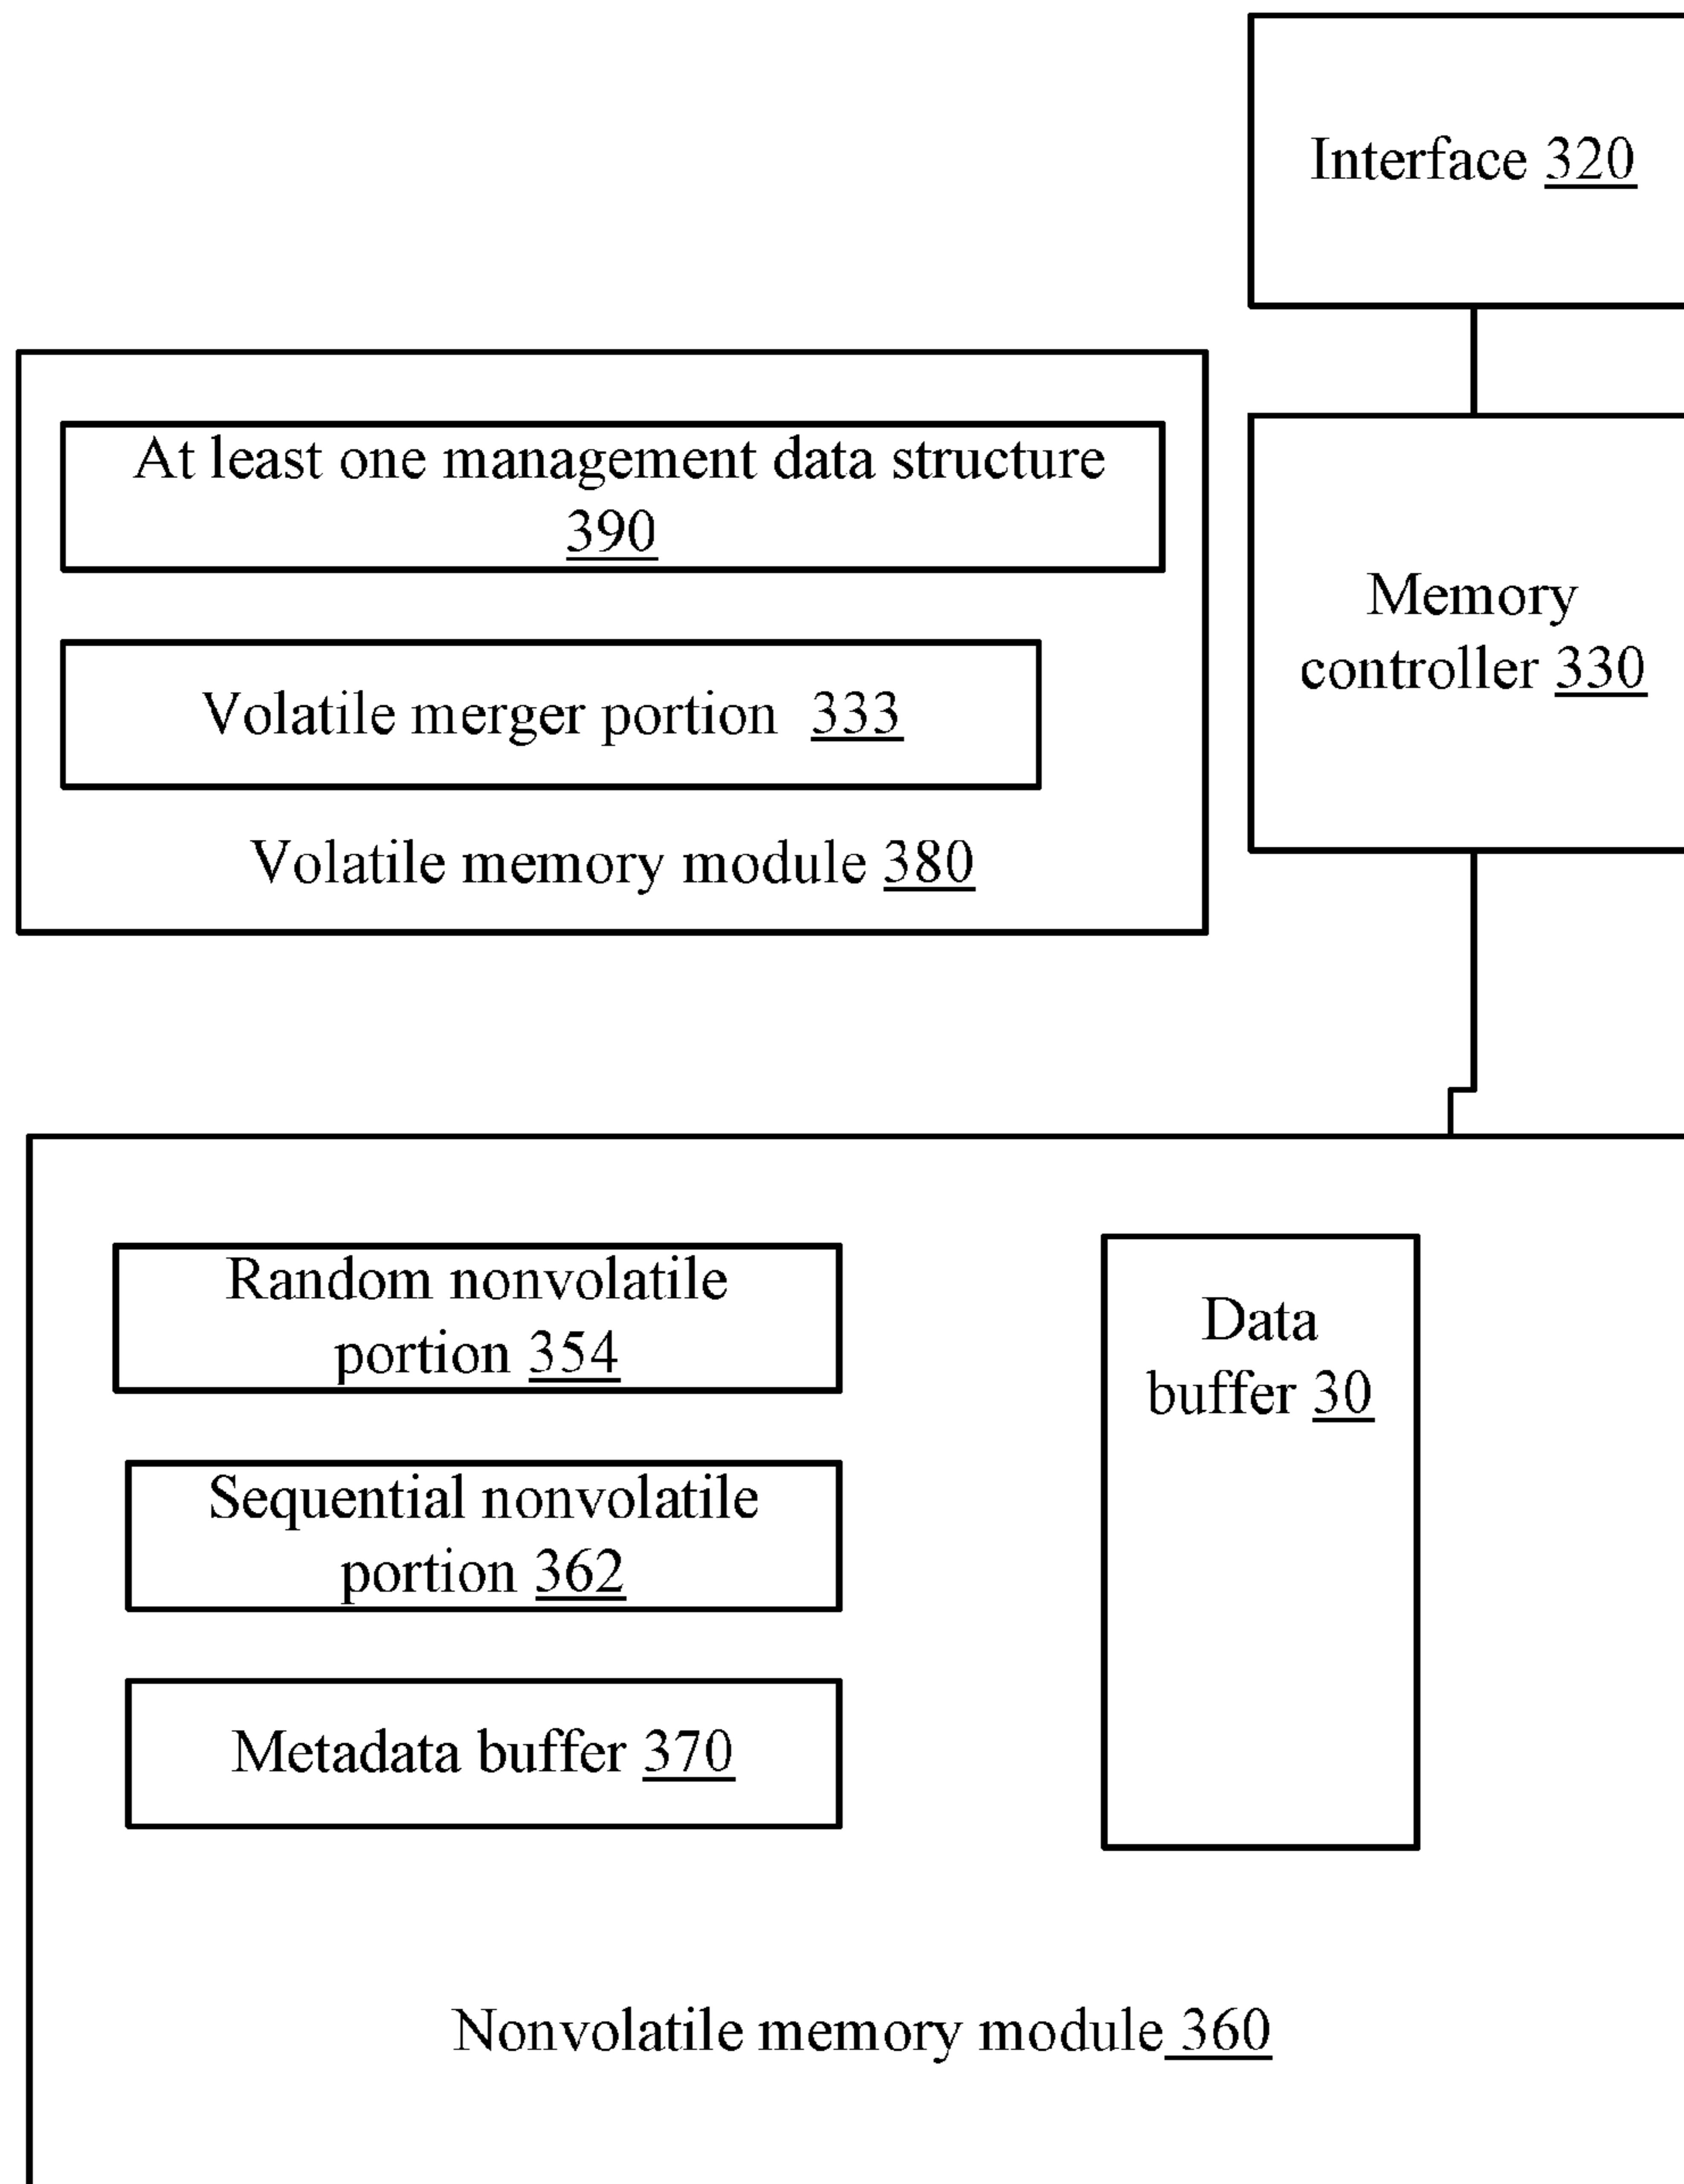 Interface 320
At least one management data structure
390
Volatile merger portion 333
Volatile memory module 380
Memory
controller 330
Random nonvolatile
portion 354
Sequential nonvolatile
portion 362
Metadata buffer 370
Data
buffer 30
Nonvolatile memory module 360